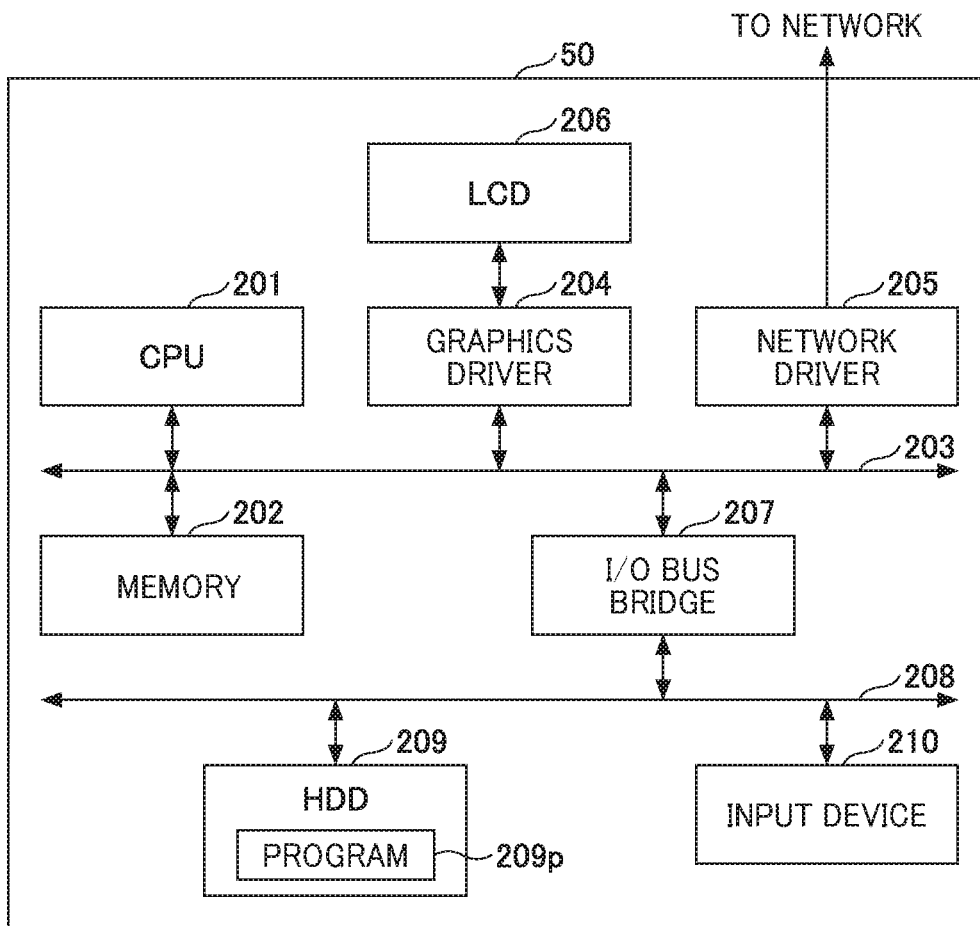 TO NETWORK
50
206
LCD
201
CPU
204
GRAPHICS
DRIVER
205
NETWORK
DRIVER
203
202
MEMORY
207
I/O BUS
BRIDGE
208
209
HDD
PROGRAM
209p
210
INPUT DEVICE